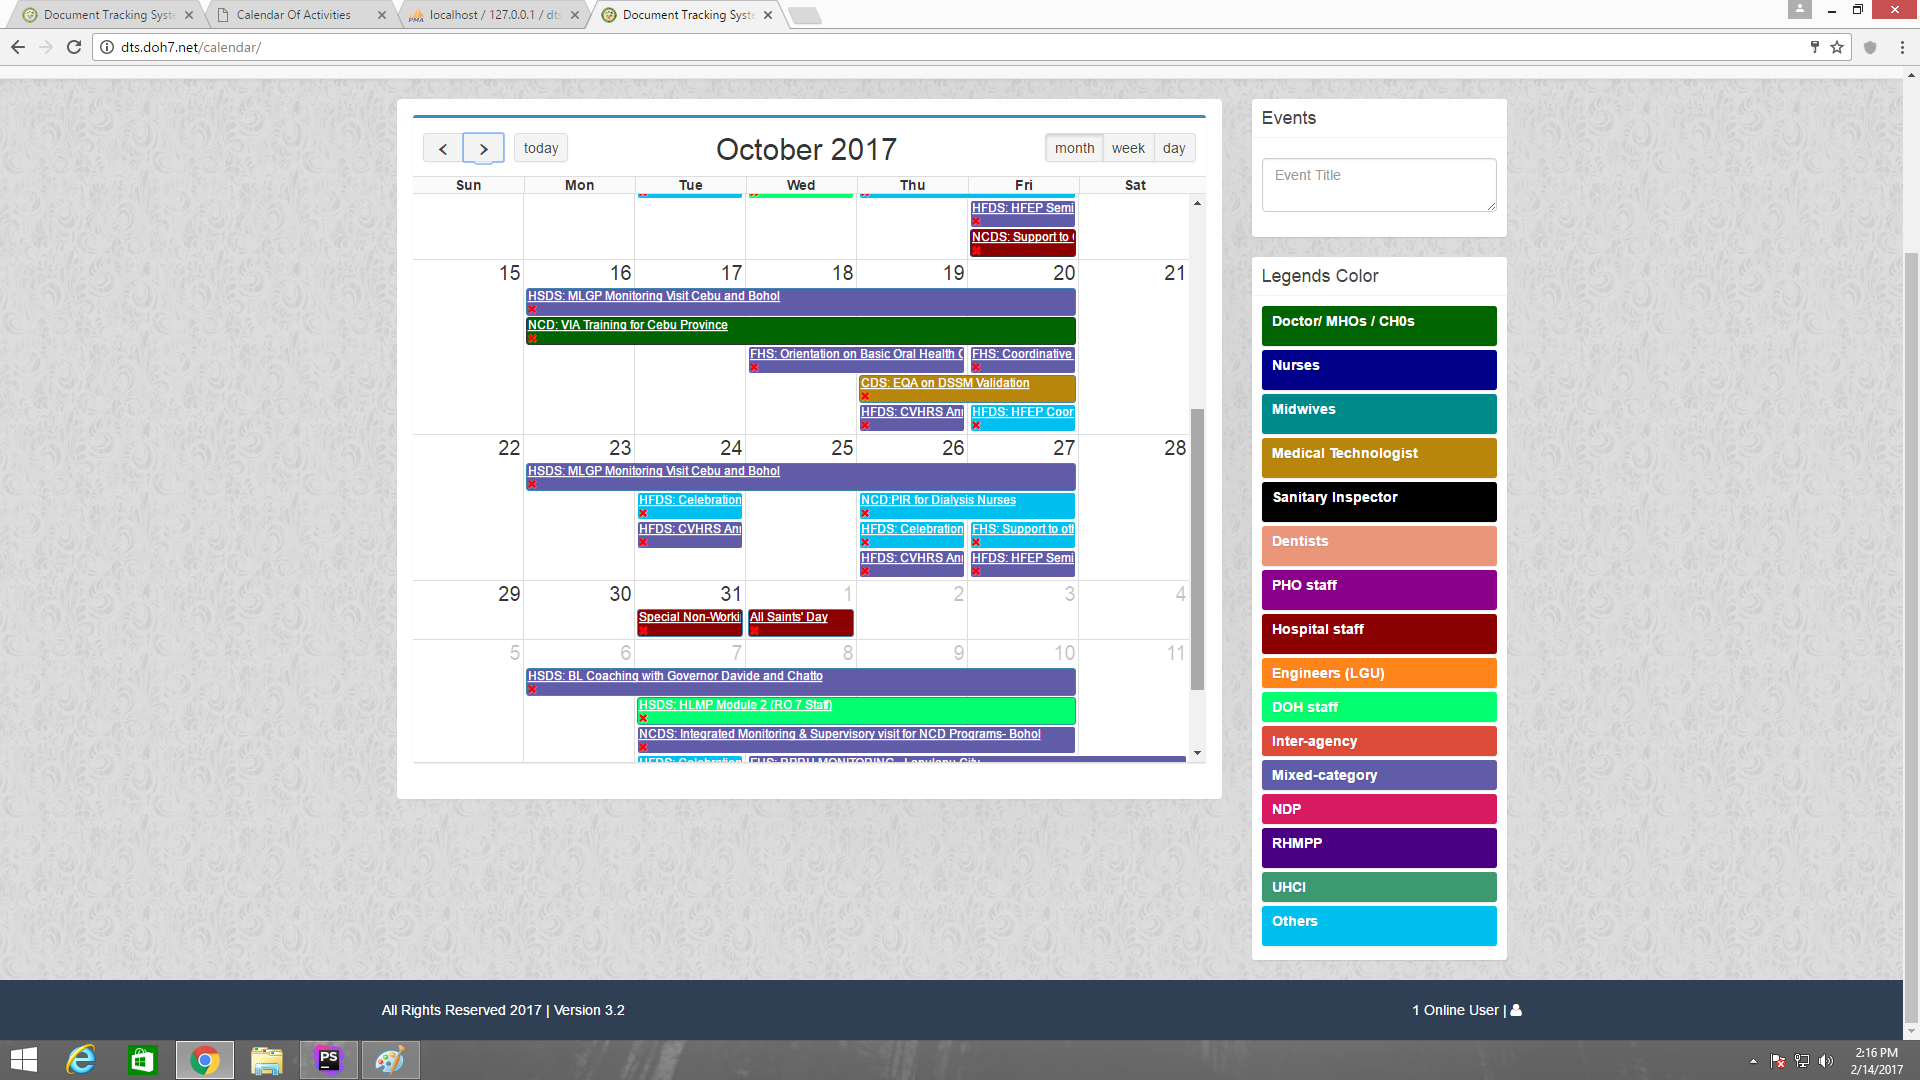 Document Tracking Syste
Calendar Of Activities
localhost / 127.0.0.1 / dts
Document Tracking Syste
dts.doh7.net/calendar/
today
October 2017
month
week
day
Sun
Mon
Tue
Wed
Thu
Fri
Sat
HFDS: HFEP Semi
NCDS: Support to
15
16
17
18
19
20
21
HSDS: MLGP Monitoring Visit Cebu and Bohol
NCD: VIA Training for Cebu Province
FHS: Orientation on Basic Oral Health
FHS: Coordinative
CDS: EQA on DSSM Validation
HFDS: CVHRS Ann
HFDS: HFEP Coor
22
23
24
25
26
27
28
HSDS: MLGP Monitoring Visit Cebu and Bohol
HFDS: Celebration
NCD:PIR for Dialysis Nurses
HFDS: CVHRS Ann
HFDS: Celebration
FHS: Support to oth
HFDS: CVHRS Ann
HFDS: HFEP Semi
29
30
31
1
2
3
4
Special Non-Worki
All Saints' Day
5
6
7
8
9
10
11
HSDS: BL Coaching with Governor Davide and Chatto
HSDS: HLMP Module 2 (RO 7 Staff)
NCDS: Integrated Monitoring & Supervisory visit for NCD Programs- Bohol
HFDS: Celebration
FHS: RPRH MONITORING - Lapulapu City
Events
Event Title
Legends Color
Doctor/ MHOs / CH0s
Nurses
Midwives
Medical Technologist
Sanitary Inspector
Dentists
PHO staff
Hospital staff
Engineers (LGU)
DOH staff
Inter-agency
Mixed-category
NDP
RHMPP
UHCI
Others
All Rights Reserved 2017 | Version 3.2
1 Online User |
PS
2:16 PM
2/14/2017